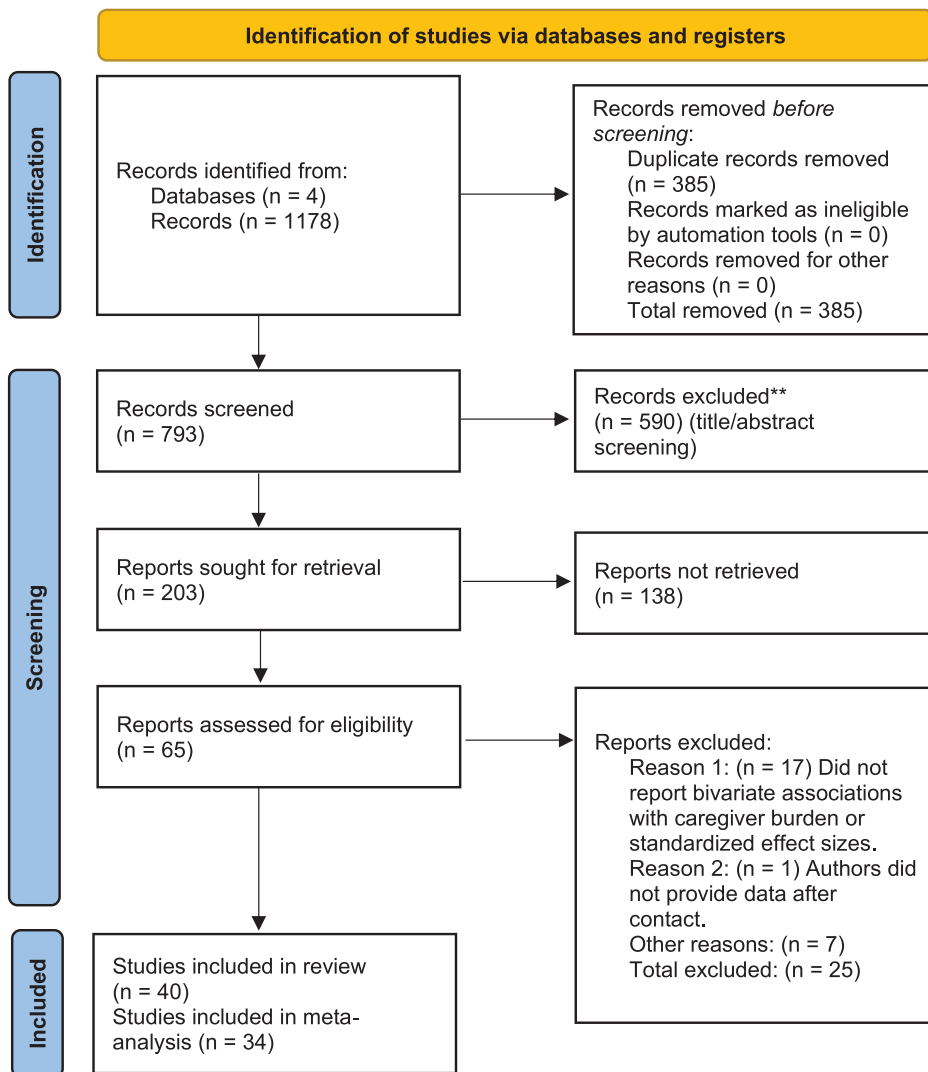 Identification of studies via databases and registers
Identification
Records identified from:
Databases (n = 4)
Records (n = 1178)
Records removed before
screening:
Duplicate records removed
(n = 385)
Records marked as ineligible
by automation tools (n = 0)
Records removed for other
reasons (n = 0)
Total removed (n = 385)
Screening
Records screened
(n = 793)
Records excluded**
(n = 590) (title/abstract
screening)
Reports sought for retrieval
(n = 203)
Reports not retrieved
(n = 138)
Reports assessed for eligibility
(n = 65)
Reports excluded:
Reason 1: (n = 17) Did not
report bivariate associations
with caregiver burden or
standardized effect sizes.
Reason 2: (n = 1) Authors did
not provide data after
contact.
Other reasons: (n = 7)
Total excluded: (n = 25)
Included
Studies included in review
(n = 40)
Studies included in meta-
analysis (n = 34)